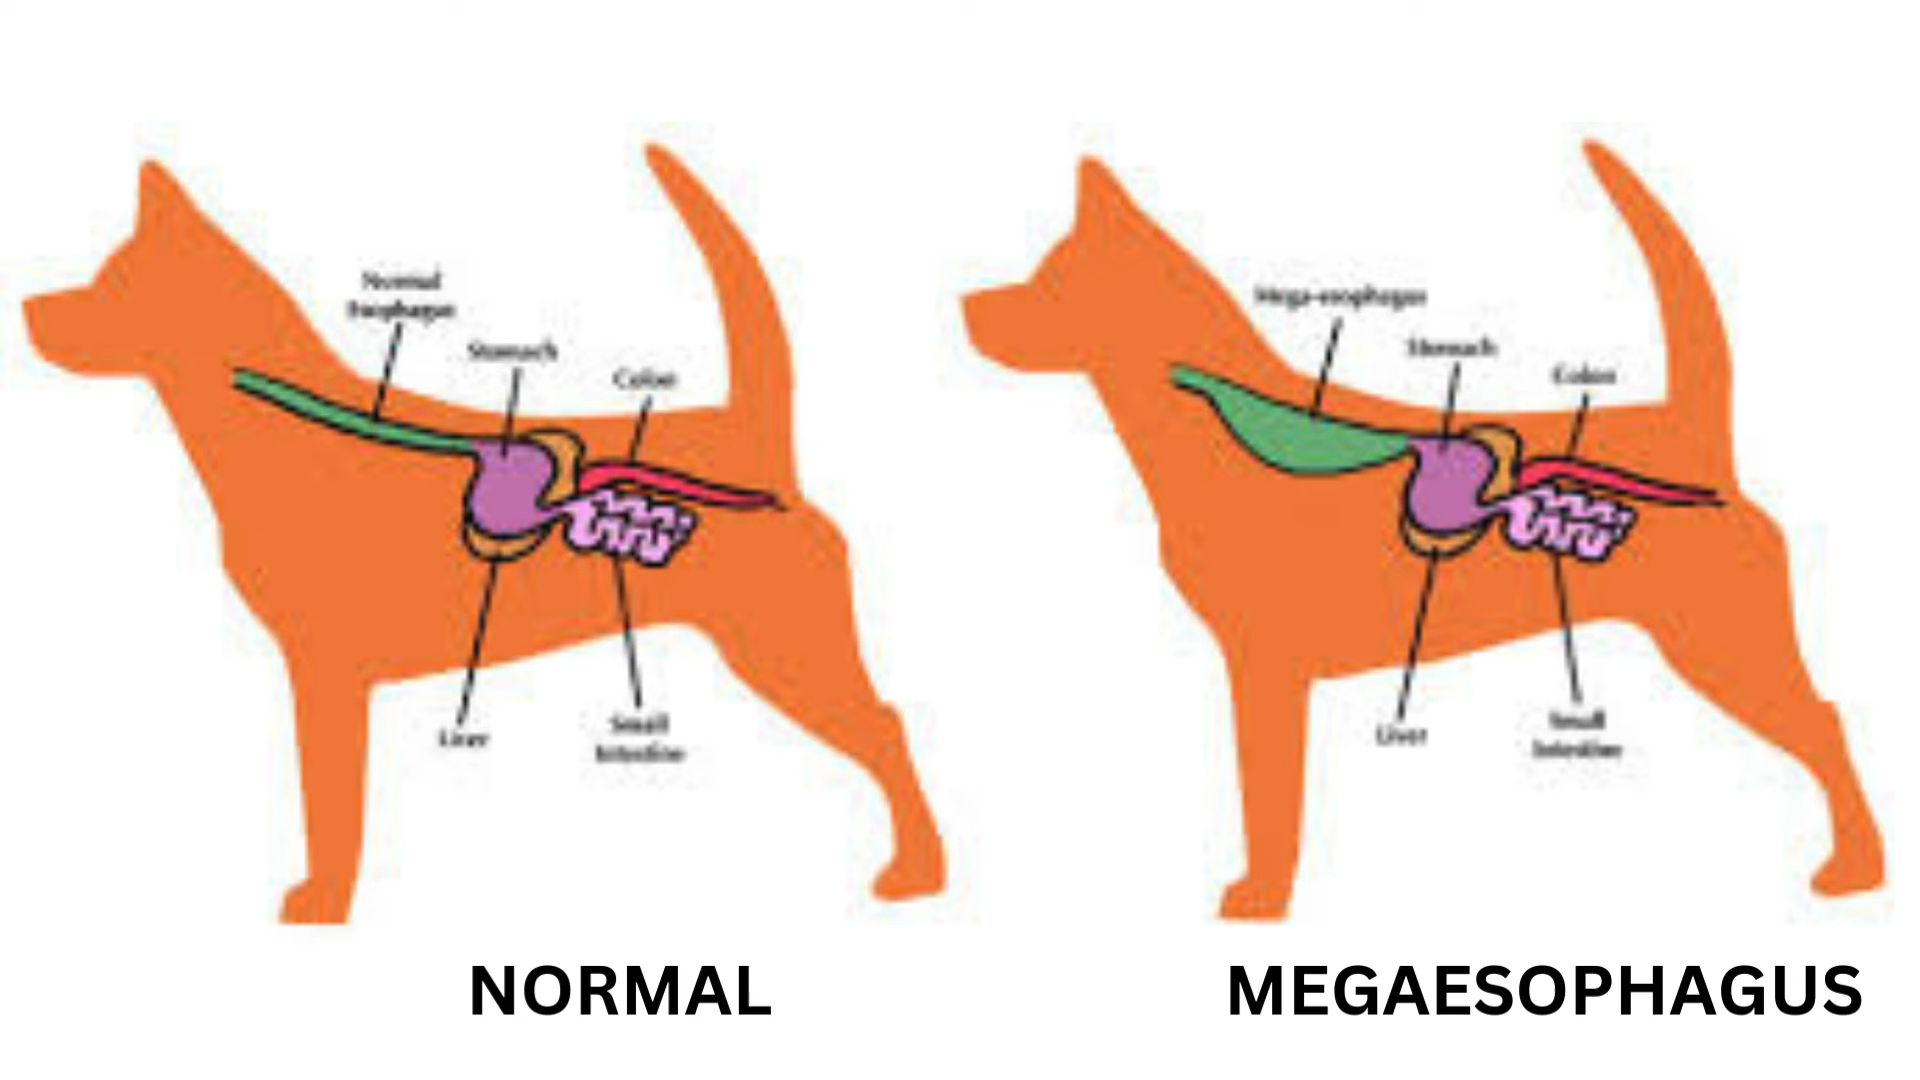 Normal
Esophagus
Stomach
Colon
Liver
Small
Intestine
NORMAL
Mega-esophagus
Stomach
Colon
Liver
Small
Intestine
MEGAESOPHAGUS